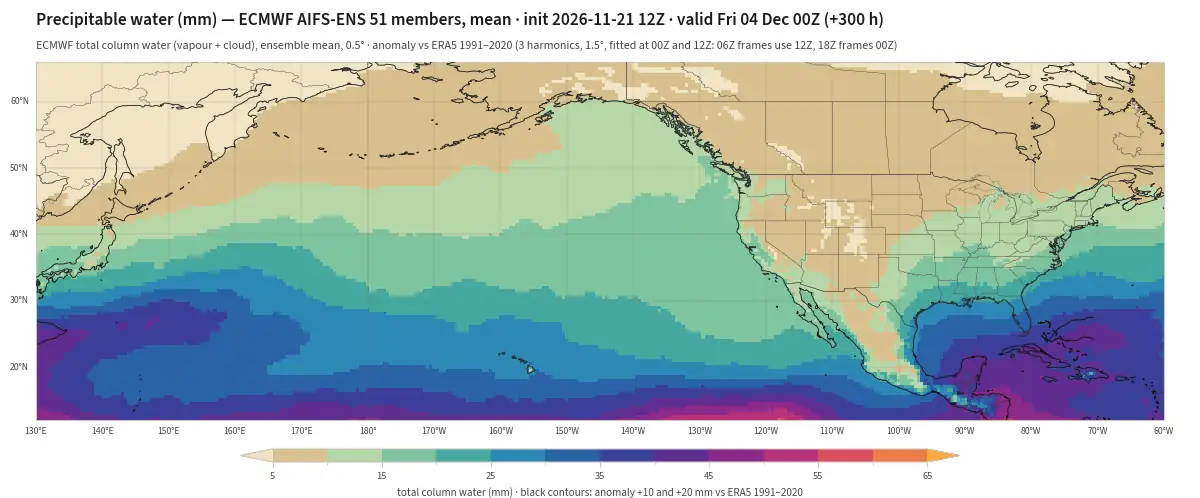 Precipitable water (mm) — ECMWF AIFS-ENS 51 members, mean · init 2026-11-21 12Z · valid Fri 04 Dec 00Z (+300 h)
ECMWF total column water (vapour + cloud), ensemble mean, 0.5° · anomaly vs ERA5 1991–2020 (3 harmonics, 1.5°, fitted at 00Z and 12Z: 06Z frames use 12Z, 18Z frames 00Z)
60°N
50°N
40°N
30°N
20°N
130°E 140°E 150°E 160°E 170°E 180° 170°W 160°W 150°W 140°W 130°W 120°W 110°W 100°W 90°W 80°W 70°W 60°W
5 15 25 35 45 55 65
total column water (mm) · black contours: anomaly +10 and +20 mm vs ERA5 1991–2020